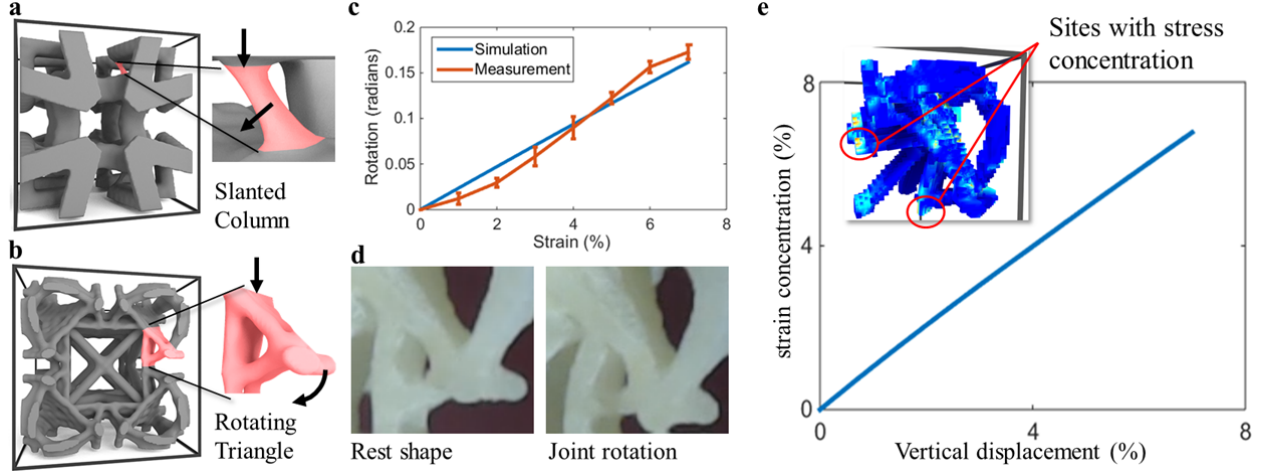 a
Slanted
Column
b
Rotating
Triangle
c
Rotation (radians)
0.2
0.15
0.1
0.05
0
Simulation
Measurement
0 2 4 6 8
Strain (%)
d
Rest shape
Joint rotation
e
Sites with stress
concentration
strain concentration (%)
8 8
4 4
0
0 4 8
Vertical displacement (%)